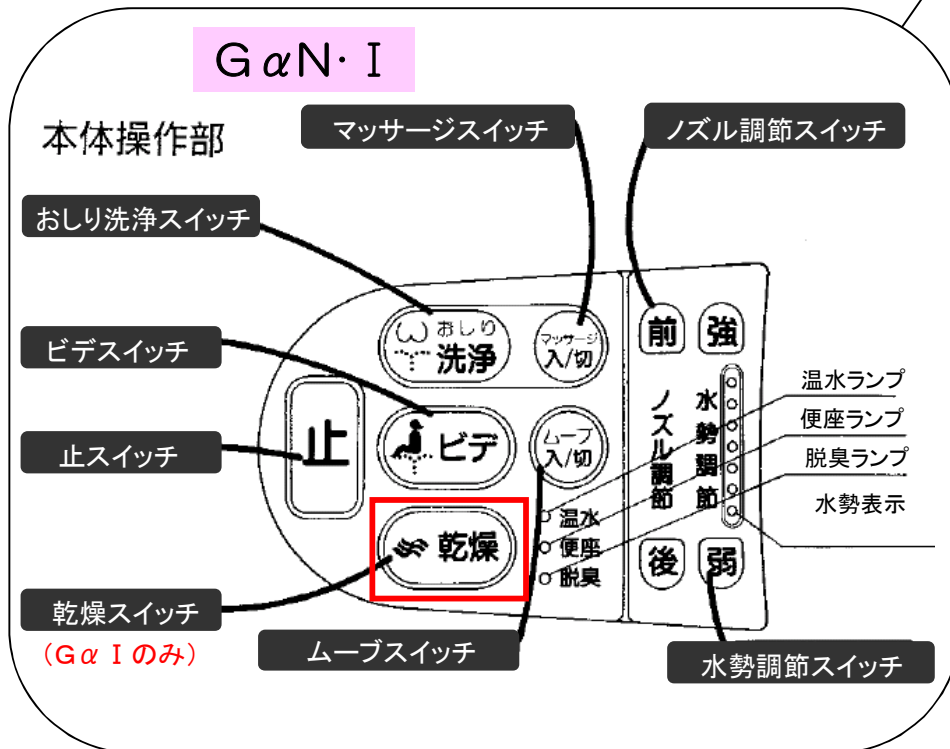 GαN・I
本体操作部
マッサージスイッチ
ノズル調節スイッチ
おしり洗浄スイッチ
ビデスイッチ
止スイッチ
乾燥スイッチ
(Gα I のみ)
ムーブスイッチ
水勢調節スイッチ
止
おしり
洗浄
マッサージ
入/切
ビデ
ムーブ
入/切
乾燥
温水
便座
脱臭
前
強
ノズル調節
水勢調節
後
弱
温水ランプ
便座ランプ
脱臭ランプ
水勢表示